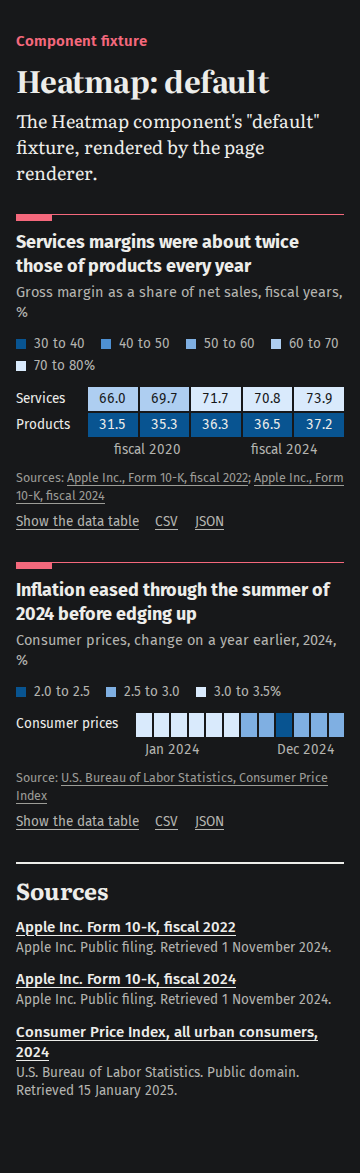 Component fixture
Heatmap: default
The Heatmap component's "default"
fixture, rendered by the page
renderer.
Services margins were about twice
those of products every year
Gross margin as a share of net sales, fiscal years,
%
30 to 40 40 to 50 50 to 60 60 to 70
70 to 80%
Services 66.0 69.7 71.7 70.8 73.9
Products 31.5 35.3 36.3 36.5 37.2
fiscal 2020 fiscal 2024
Sources: Apple Inc., Form 10-K, fiscal 2022; Apple Inc., Form
10-K, fiscal 2024
Show the data table CSV JSON
Inflation eased through the summer of
2024 before edging up
Consumer prices, change on a year earlier, 2024,
%
2.0 to 2.5 2.5 to 3.0 3.0 to 3.5%
Consumer prices
Jan 2024 Dec 2024
Source: U.S. Bureau of Labor Statistics, Consumer Price
Index
Show the data table CSV JSON
Sources
Apple Inc. Form 10-K, fiscal 2022
Apple Inc. Public filing. Retrieved 1 November 2024.
Apple Inc. Form 10-K, fiscal 2024
Apple Inc. Public filing. Retrieved 1 November 2024.
Consumer Price Index, all urban consumers,
2024
U.S. Bureau of Labor Statistics. Public domain.
Retrieved 15 January 2025.